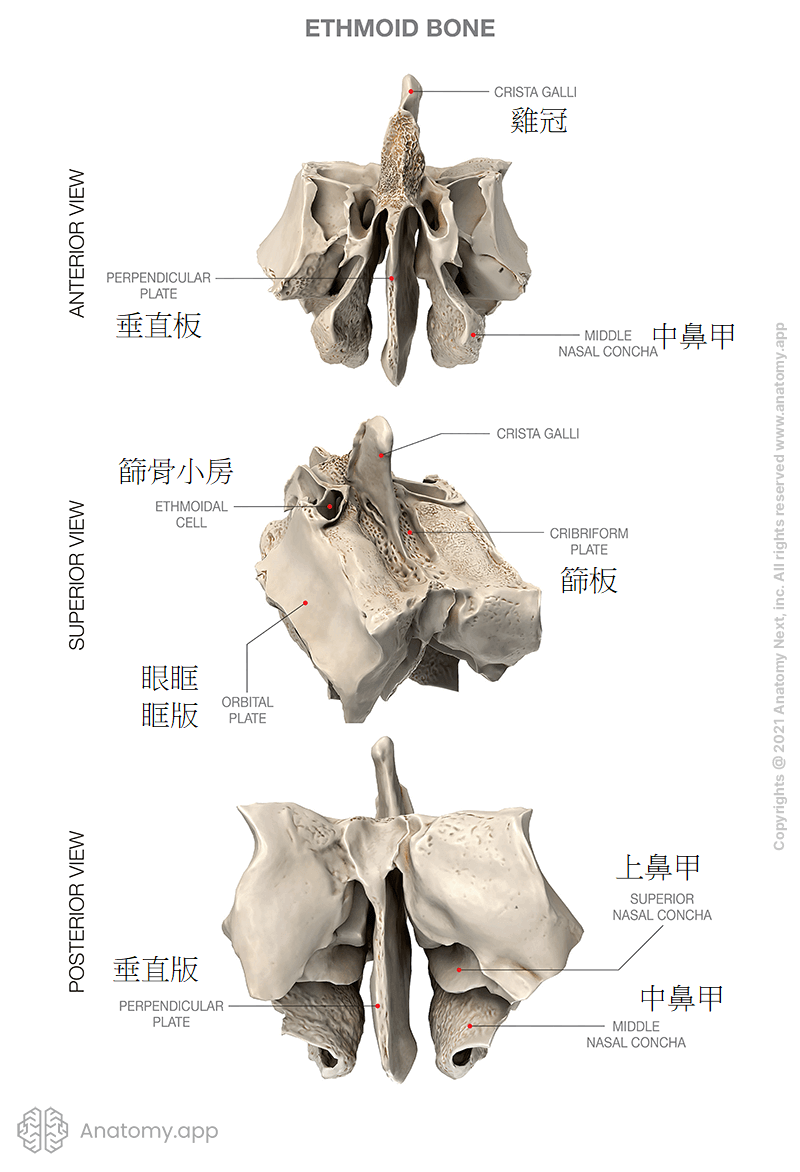 ETHMOID BONE
ANTERIOR VIEW
CRISTA GALLI
雞冠
PERPENDICULAR
PLATE
垂直板
MIDDLE
NASAL CONCHA
中鼻甲
SUPERIOR VIEW
CRISTA GALLI
篩骨小房
ETHMOIDAL
CELL
CRIBRIFORM
PLATE
篩板
眼眶
眶版
ORBITAL
PLATE
POSTERIOR VIEW
上鼻甲
SUPERIOR
NASAL CONCHA
垂直版
PERPENDICULAR
PLATE
中鼻甲
MIDDLE
NASAL CONCHA
Anatomy.app
Copyrights @ 2021 Anatomy Next, inc. All rights reserved www.anatomy.app